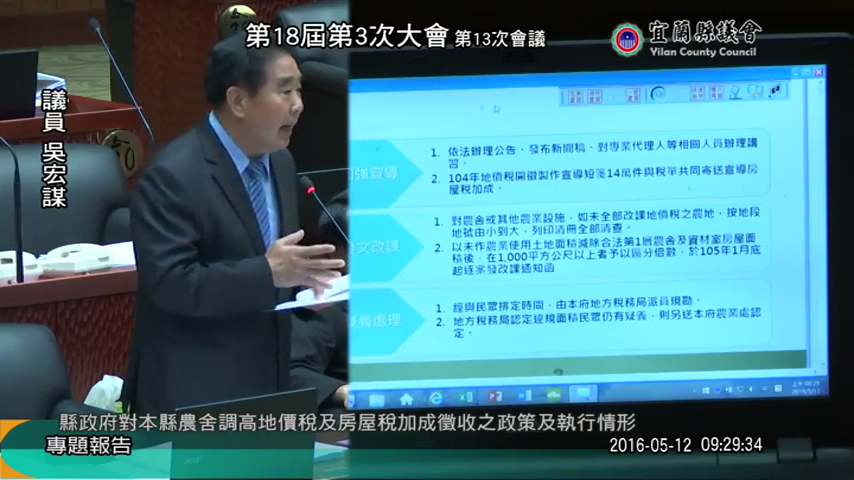 第18屆第3次大會 第13次會議
宜蘭縣議會
Yilan County Council
議員 吳宏謀
1. 依法辦理公告、發布新聞稿、對專業代理人等相關人員辦理講
習。
2. 104年地價稅開徵製作宣導短箋14萬件與稅單共同寄送宣導房
屋稅加成。
強宣導
1. 對農舍或其他農業設施，如未全部改課地價稅之農地，按地段
地號由小到大，列印清冊全部清查。
2. 以未作農業使用土地面積減除合法第1層農舍及資材室房屋面
積後，在1,000平方公尺以上者予以區分倍數，於105年1月底
起逐案發改課通知函
文改課
1. 經與民眾排定時間，由本府地方稅務局派員現勘。
2. 地方稅務局認定違規面積民眾仍有疑義，則另送本府農業處認
定。
義處理
縣政府對本縣農舍調高地價稅及房屋稅加成徵收之政策及執行情形
專題報告
2016-05-12 09:29:34